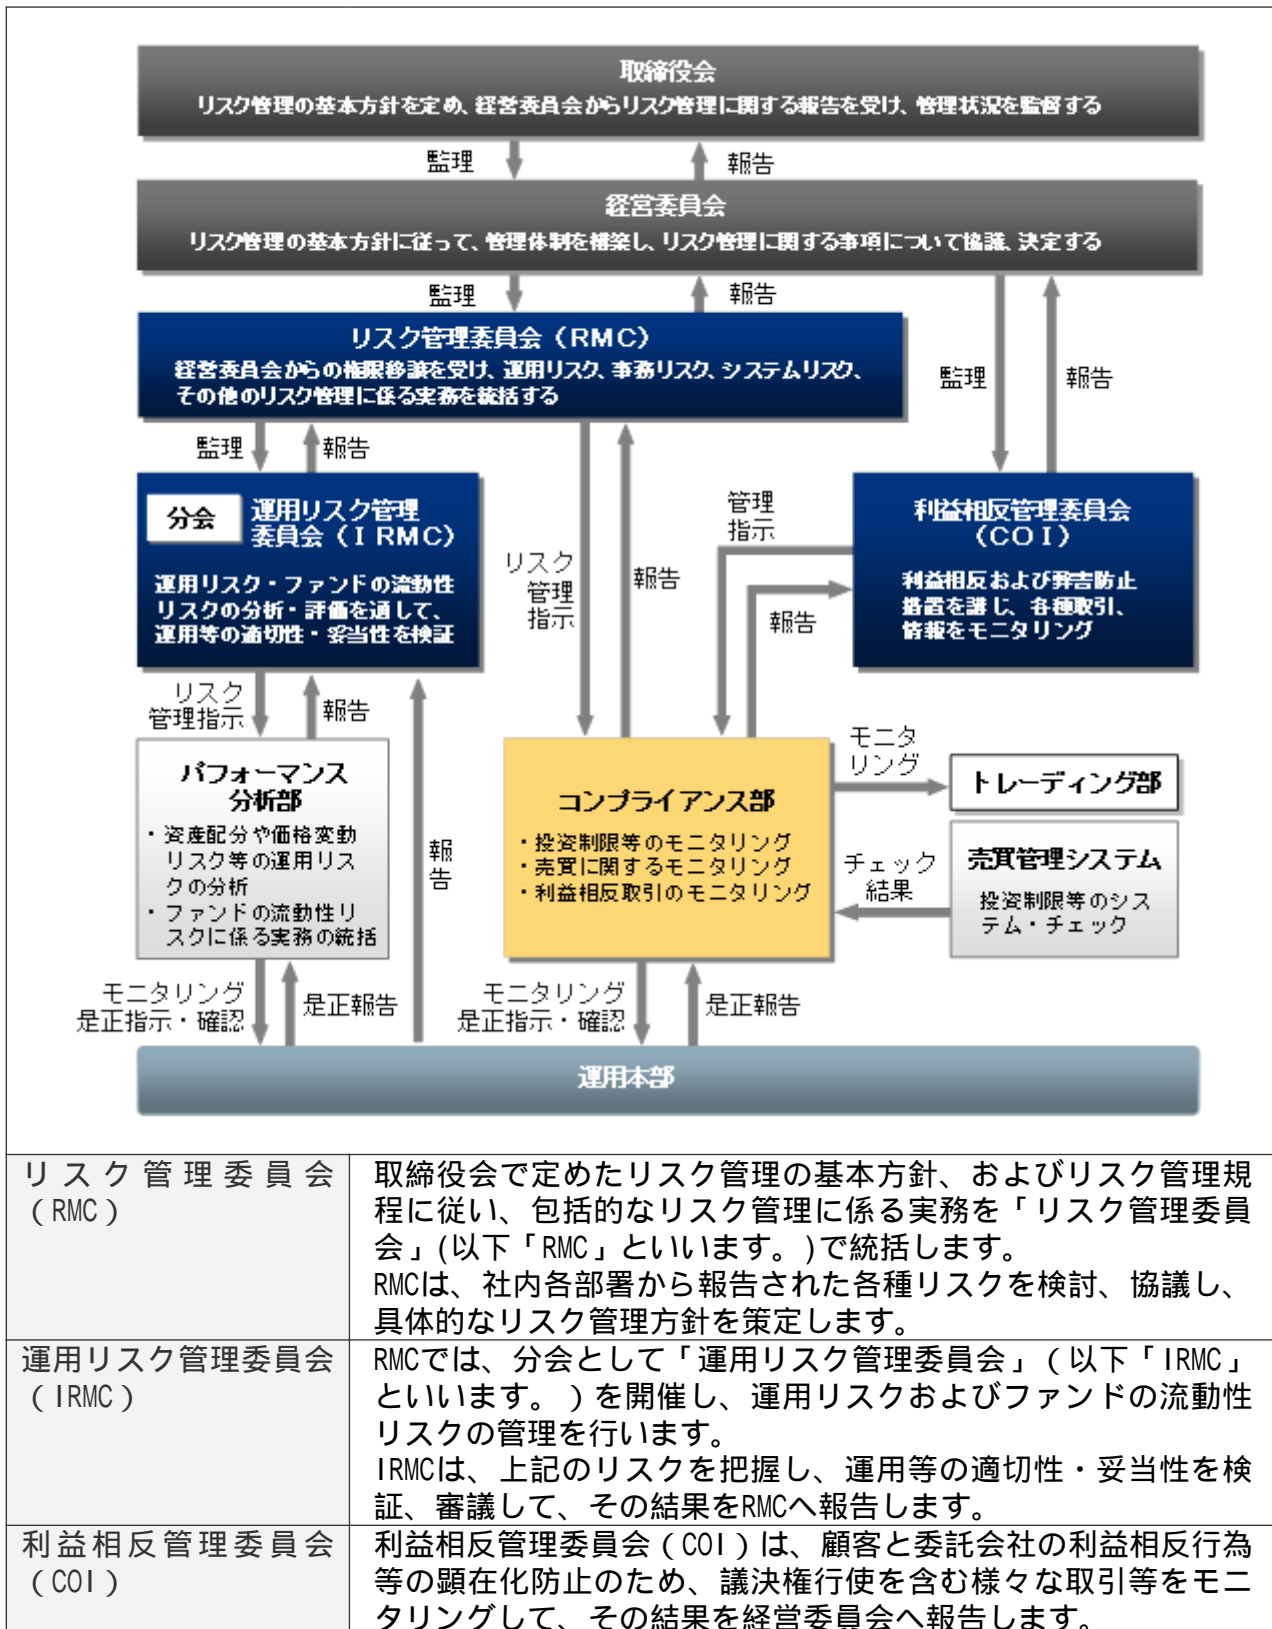 取締役会
リスク管理の基本方針を定め、経営委員会からリスク管理に関する報告を受け、管理状況を監督する
監理
報告
経営委員会
リスク管理の基本方針に従って、管理体制を構築し、リスク管理に関する事項について協議、決定する
監理
報告
監理
報告
リスク管理委員会（RMC）
経営委員会からの権限移譲を受け、運用リスク、事務リスク、システムリスク、
その他のリスク管理に係る実務を統括する
監理
報告
分会
運用リスク管理
委員会（IRMC）
運用リスク・ファンドの流動性
リスクの分析・評価を通して、
運用等の適切性・妥当性を検証
リスク
管理
指示
報告
管理
指示
報告
利益相反管理委員会
（COI）
利益相反および弊害防止
措置を講じ、各種取引、
情報をモニタリング
リスク
管理指示
報告
報
告
パフォーマンス
分析部
・資産配分や価格変動
リスク等の運用リス
クの分析
・ファンドの流動性リ
スクに係る実務の統括
コンプライアンス部
・投資制限等のモニタリング
・売買に関するモニタリング
・利益相反取引のモニタリング
モニタ
リング
トレーディング部
チェック
結果
売買管理システム
投資制限等のシス
テム・チェック
モニタリング
是正指示・確認
是正報告
モニタリング
是正指示・確認
是正報告
運用本部
リスク管理委員会
（RMC）
取締役会で定めたリスク管理の基本方針、およびリスク管理規
程に従い、包括的なリスク管理に係る実務を「リスク管理委員
会」(以下「RMC」といいます。)で統括します。
RMCは、社内各部署から報告された各種リスクを検討、協議し、
具体的なリスク管理方針を策定します。
運用リスク管理委員会
（IRMC）
RMCでは、分会として「運用リスク管理委員会」（以下「IRMC」
といいます。）を開催し、運用リスクおよびファンドの流動性
リスクの管理を行います。
IRMCは、上記のリスクを把握し、運用等の適切性・妥当性を検
証、審議して、その結果をRMCへ報告します。
利益相反管理委員会
（COI）
利益相反管理委員会（COI）は、顧客と委託会社の利益相反行為
等の顕在化防止のため、議決権行使を含む様々な取引等をモニ
タリングして、その結果を経営委員会へ報告します。